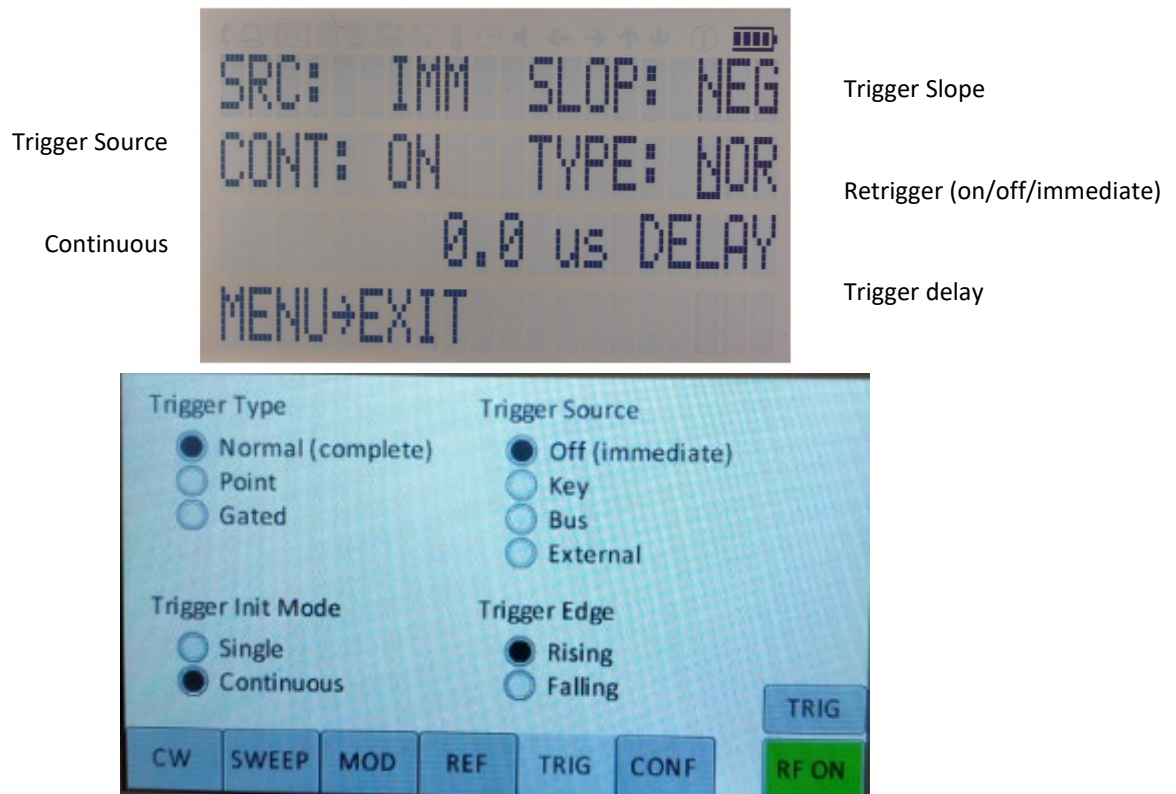 SRC: IMM SLOP: NEG
Trigger Slope
Trigger Source
CONT: ON TYPE: NOR
Retrigger (on/off/immediate)
Continuous
0.0 us DELAY
Trigger delay
MENU→EXIT
Trigger Type
Normal (complete)
Point
Gated
Trigger Source
Off (immediate)
Key
Bus
External
Trigger Init Mode
Single
Continuous
Trigger Edge
Rising
Falling
TRIG
CW SWEEP MOD REF TRIG CONF RF ON